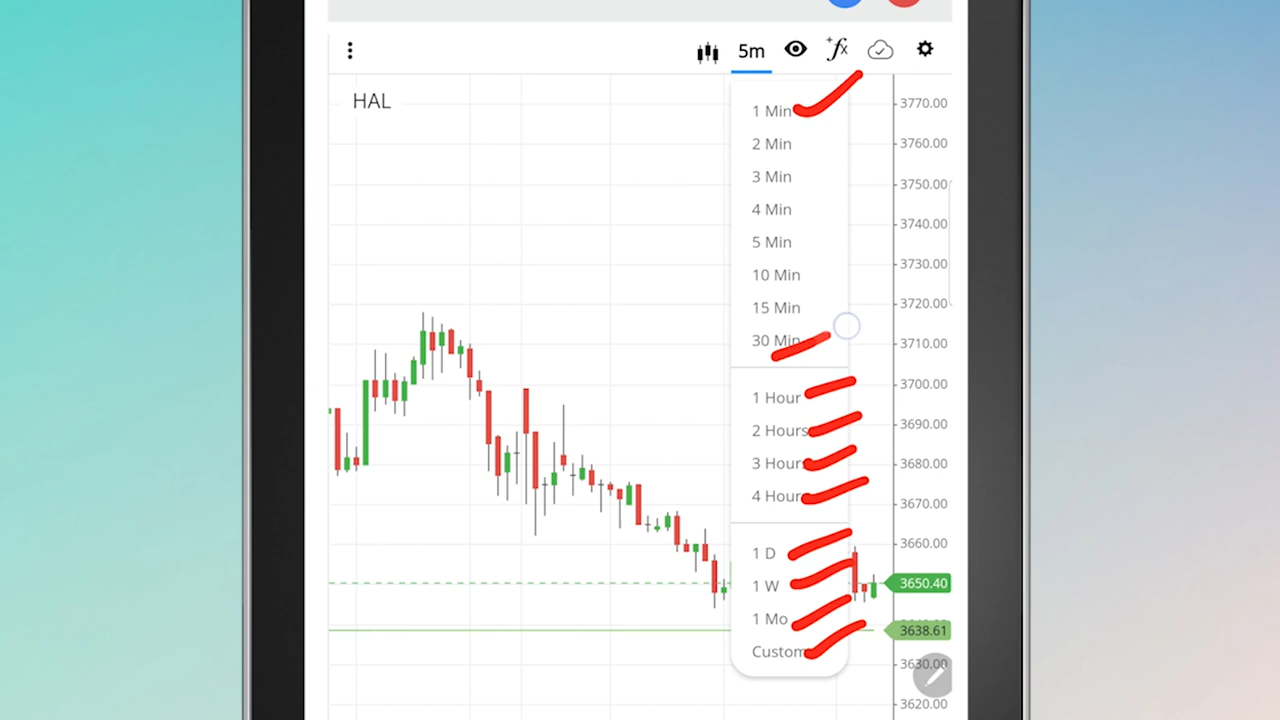 5m
fx
HAL
1 Min
2 Min
3 Min
4 Min
5 Min
10 Min
15 Min
30 Min
1 Hour
2 Hours
3 Hours
4 Hours
1 D
1 W
1 Mo
Custom
3770.00
3760.00
3750.00
3740.00
3730.00
3720.00
3710.00
3700.00
3690.00
3680.00
3670.00
3660.00
3650.40
3638.61
3630.00
3620.00